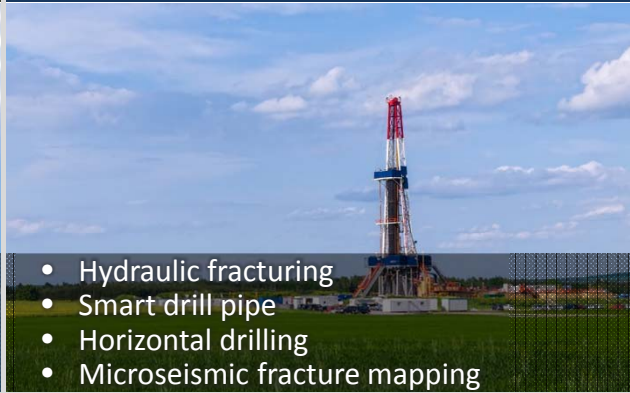 • Hydraulic fracturing
• Smart drill pipe
• Horizontal drilling
• Microseismic fracture mapping